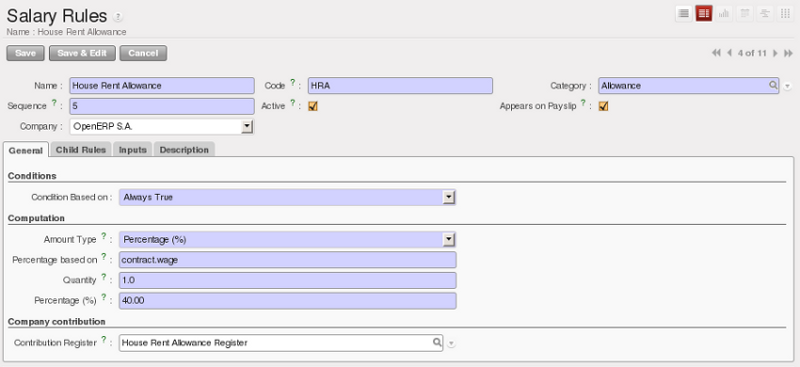 Salary Rules ?
Name : House Rent Allowance
Save Save & Edit Cancel 4 of 11
Name : House Rent Allowance Code ? : HRA Category : Allowance
Sequence ? : 5 Active ? : Appears on Payslip ? :
Company : OpenERP S.A.
General Child Rules Inputs Description
Conditions
Condition Based on : Always True
Computation
Amount Type ? : Percentage (%)
Percentage based on ? : contract.wage
Quantity ? : 1.0
Percentage (%) ? : 40.00
Company contribution
Contribution Register ? : House Rent Allowance Register